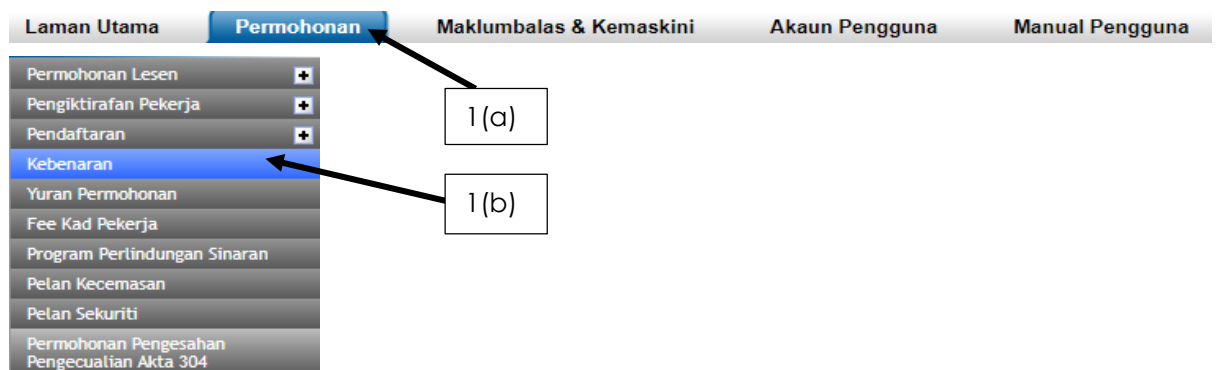 Laman Utama Permohonan Maklumbalas & Kemaskini Akaun Pengguna Manual Pengguna
Permohonan Lesen
Pengiktirafan Pekerja
Pendaftaran
Kebenaran
Yuran Permohonan
Fee Kad Pekerja
Program Perlindungan Sinaran
Pelan Kecemasan
Pelan Sekuriti
Permohonan Pengesahan
Pengecualian Akta 304
1(a)
1(b)